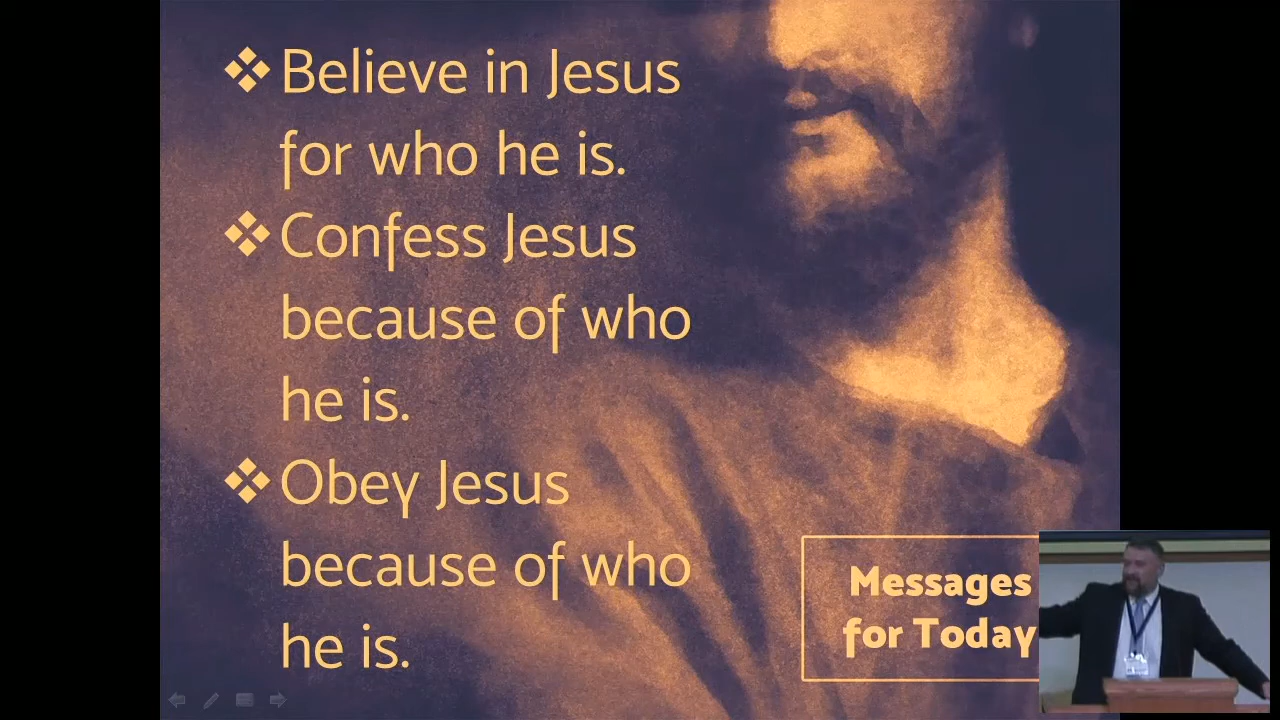 ❖Believe in Jesus
for who he is.
❖Confess Jesus
because of who
he is.
❖Obey Jesus
because of who
he is.
Messages
for Today